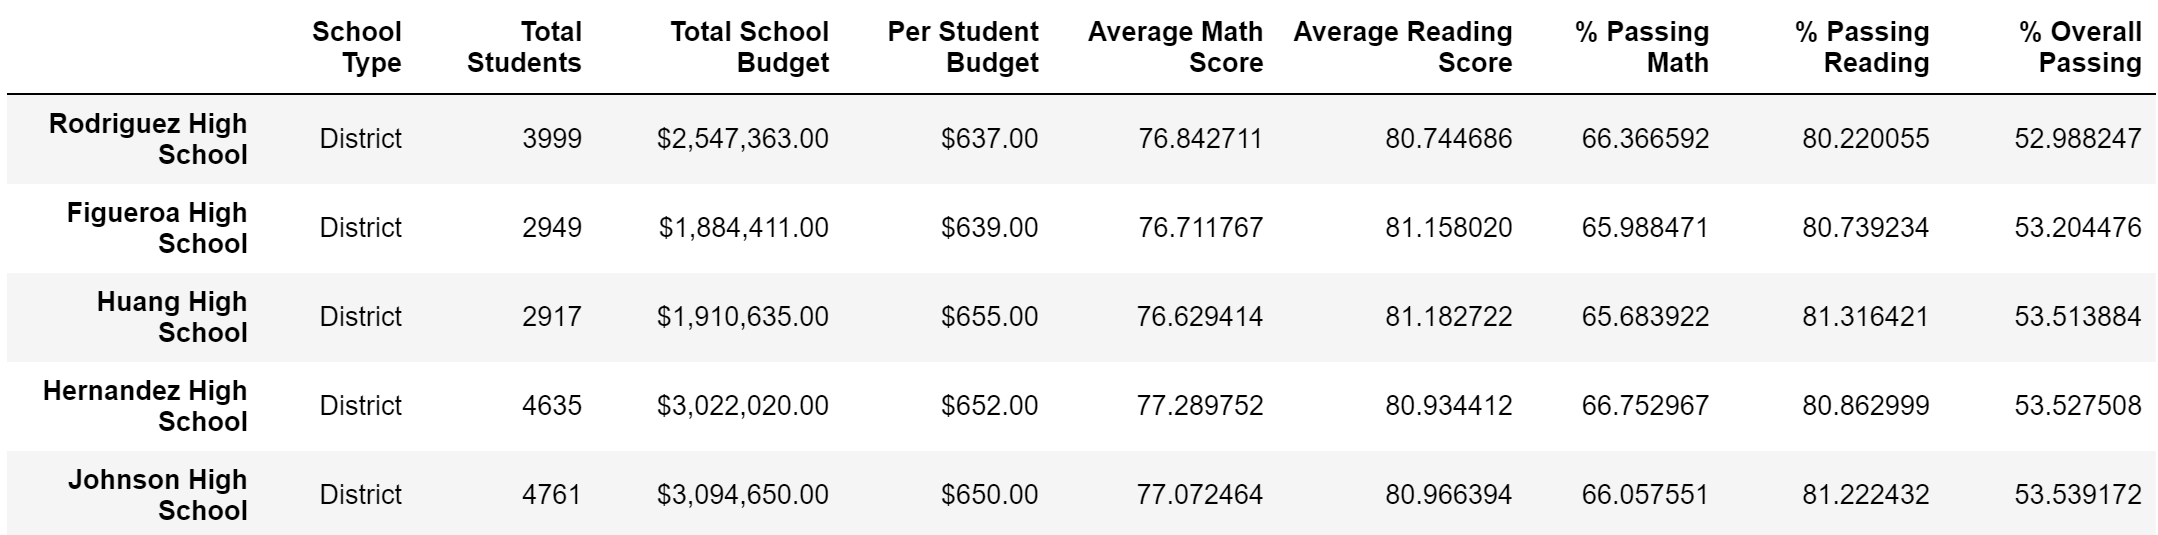 School Type Total Students Total School Budget Per Student Budget Average Math Score Average Reading Score % Passing Math % Passing Reading % Overall Passing
Rodriguez High School District 3999 $2,547,363.00 $637.00 76.842711 80.744686 66.366592 80.220055 52.988247
Figueroa High School District 2949 $1,884,411.00 $639.00 76.711767 81.158020 65.988471 80.739234 53.204476
Huang High School District 2917 $1,910,635.00 $655.00 76.629414 81.182722 65.683922 81.316421 53.513884
Hernandez High School District 4635 $3,022,020.00 $652.00 77.289752 80.934412 66.752967 80.862999 53.527508
Johnson High School District 4761 $3,094,650.00 $650.00 77.072464 80.966394 66.057551 81.222432 53.539172